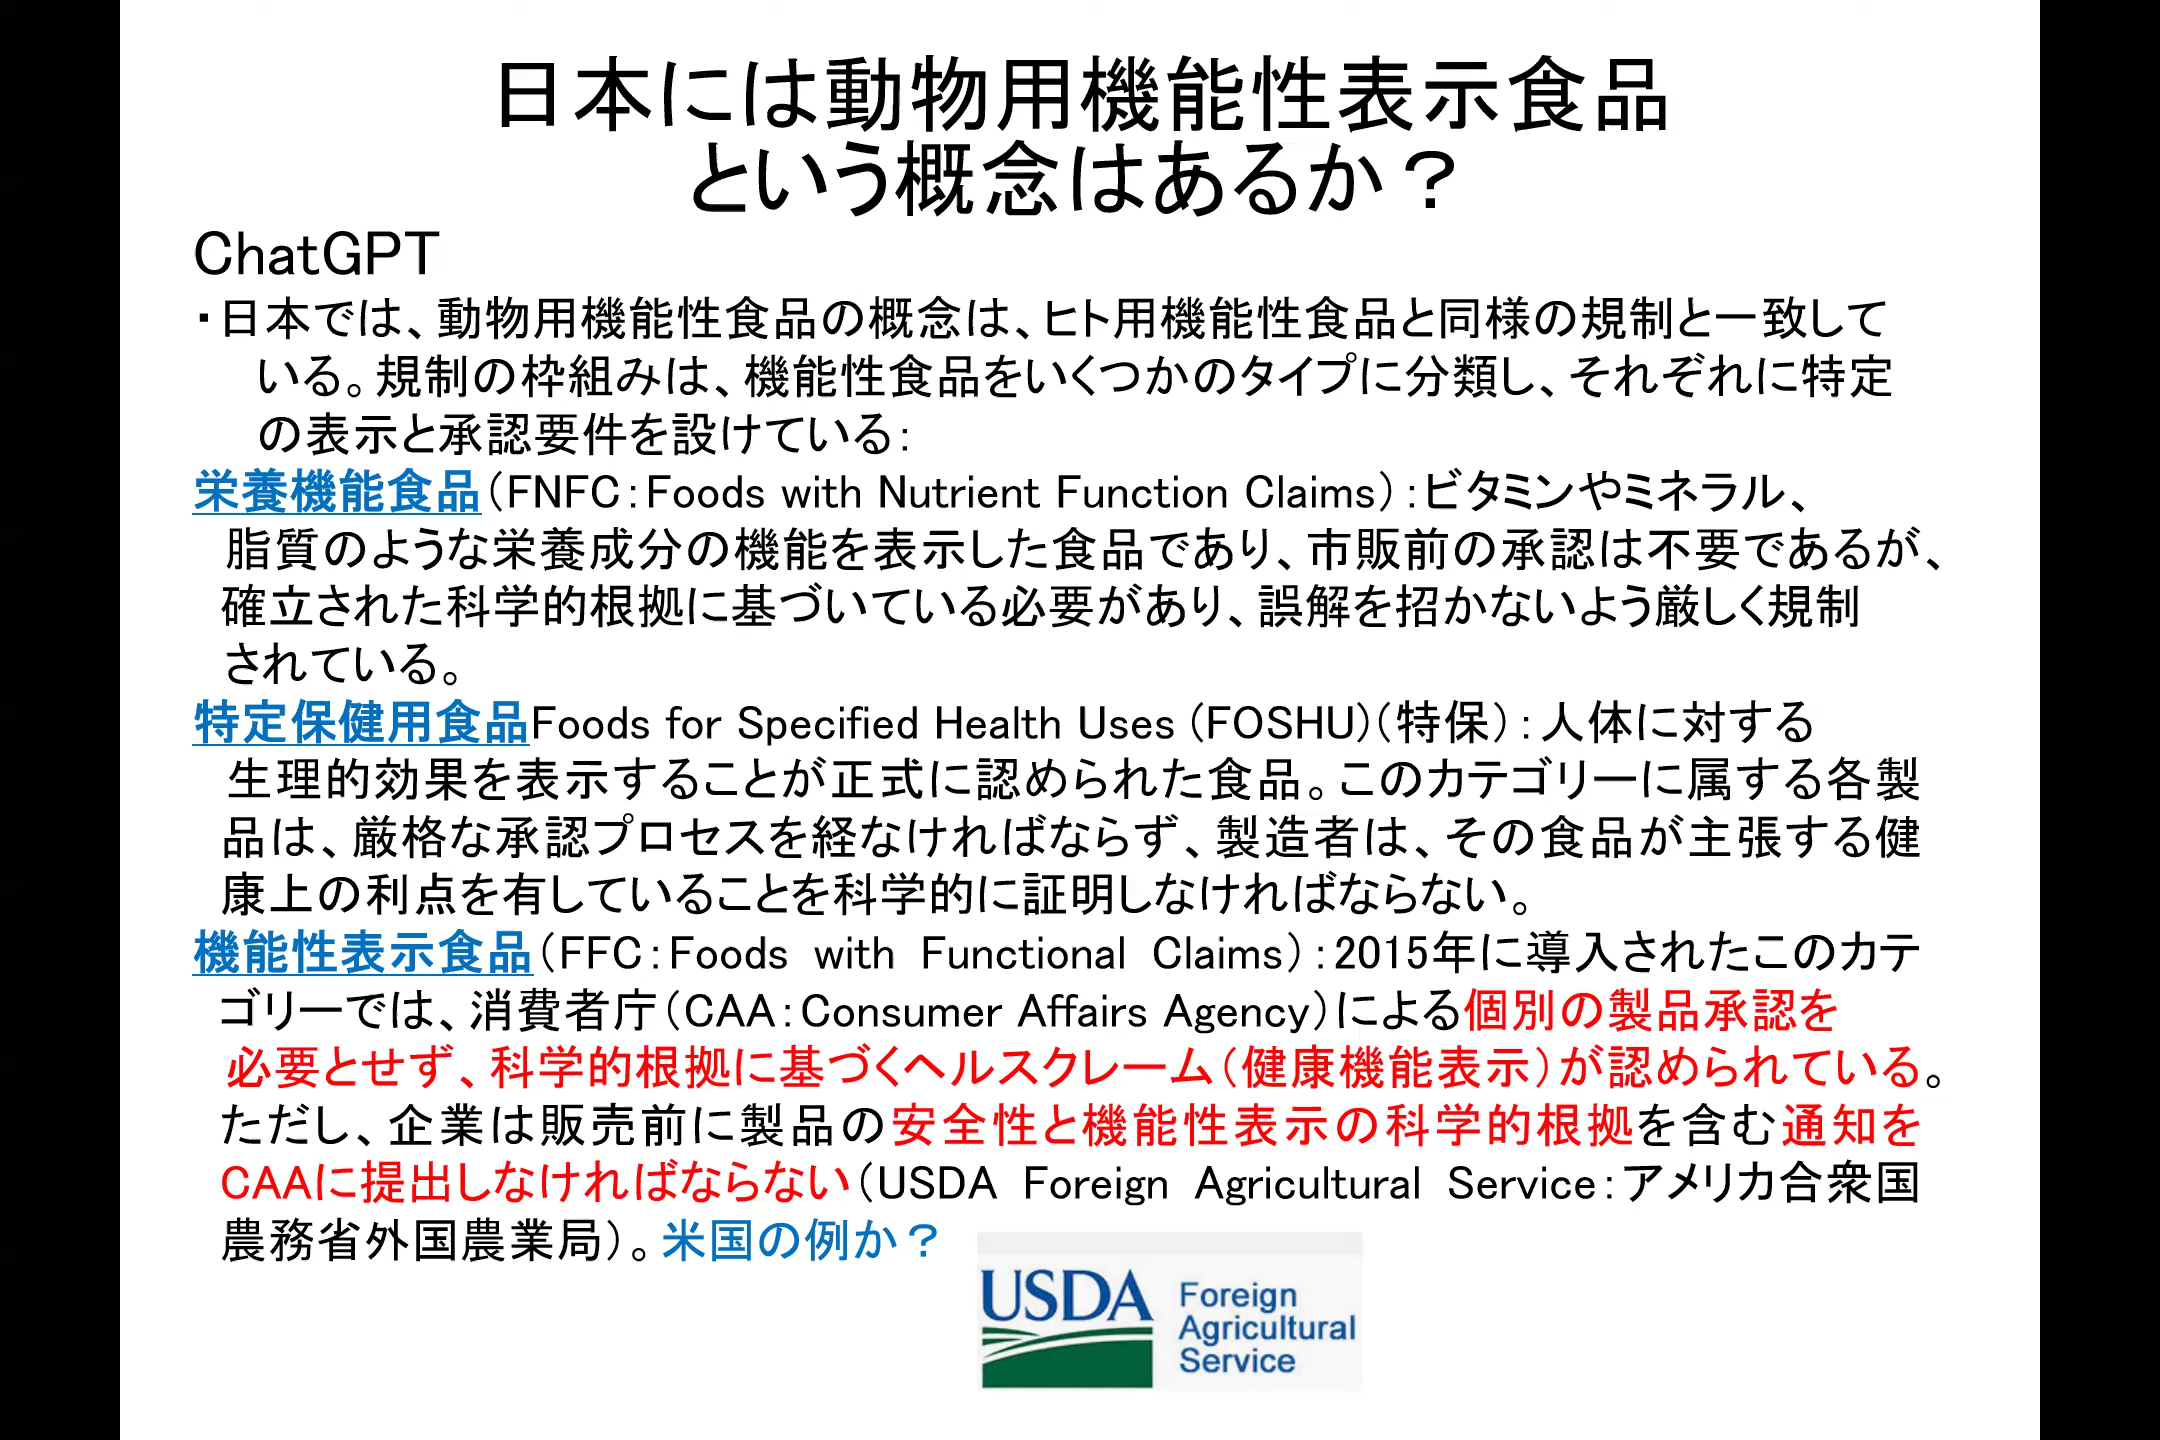 日本には動物用機能性表示食品
という概念はあるか？
ChatGPT
・日本では、動物用機能性食品の概念は、ヒト用機能性食品と同様の規制と一致して
いる。規制の枠組みは、機能性食品をいくつかのタイプに分類し、それぞれに特定
の表示と承認要件を設けている：
栄養機能食品（FNFC：Foods with Nutrient Function Claims）：ビタミンやミネラル、
脂質のような栄養成分の機能を表示した食品であり、市販前の承認は不要であるが、
確立された科学的根拠に基づいている必要があり、誤解を招かないよう厳しく規制
されている。
特定保健用食品Foods for Specified Health Uses (FOSHU)（特保）：人体に対する
生理的効果を表示することが正式に認められた食品。このカテゴリーに属する各製
品は、厳格な承認プロセスを経なければならず、製造者は、その食品が主張する健
康上の利点を有していることを科学的に証明しなければならない。
機能性表示食品（FFC：Foods with Functional Claims）：2015年に導入されたこのカテ
ゴリーでは、消費者庁（CAA：Consumer Affairs Agency）による個別の製品承認を
必要とせず、科学的根拠に基づくヘルスクレーム（健康機能表示）が認められている。
ただし、企業は販売前に製品の安全性と機能性表示の科学的根拠を含む通知を
CAAに提出しなければならない（USDA Foreign Agricultural Service：アメリカ合衆国
農務省外国農業局）。米国の例か？
USDA Foreign
Agricultural
Service